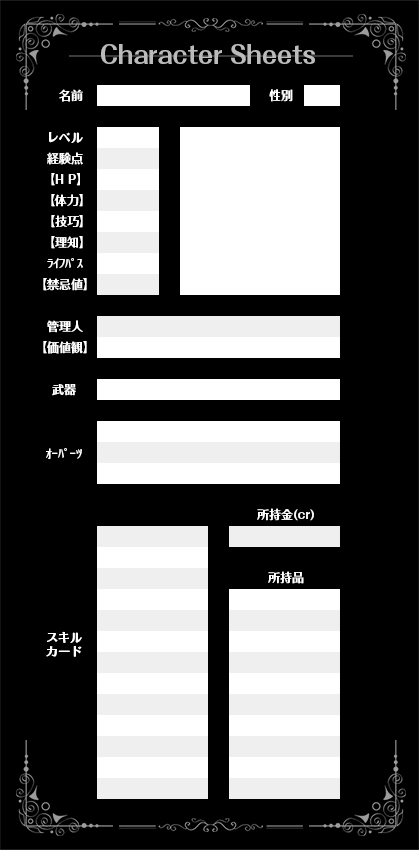 Character Sheets
名前
性別
レベル
経験点
【ＨＰ】
【体力】
【技巧】
【理知】
ﾗｲﾌﾊﾟｽ
【禁忌値】
管理人
【価値観】
武器
ｵｰﾊﾟｰﾂ
所持金(cr)
所持品
スキル
カード